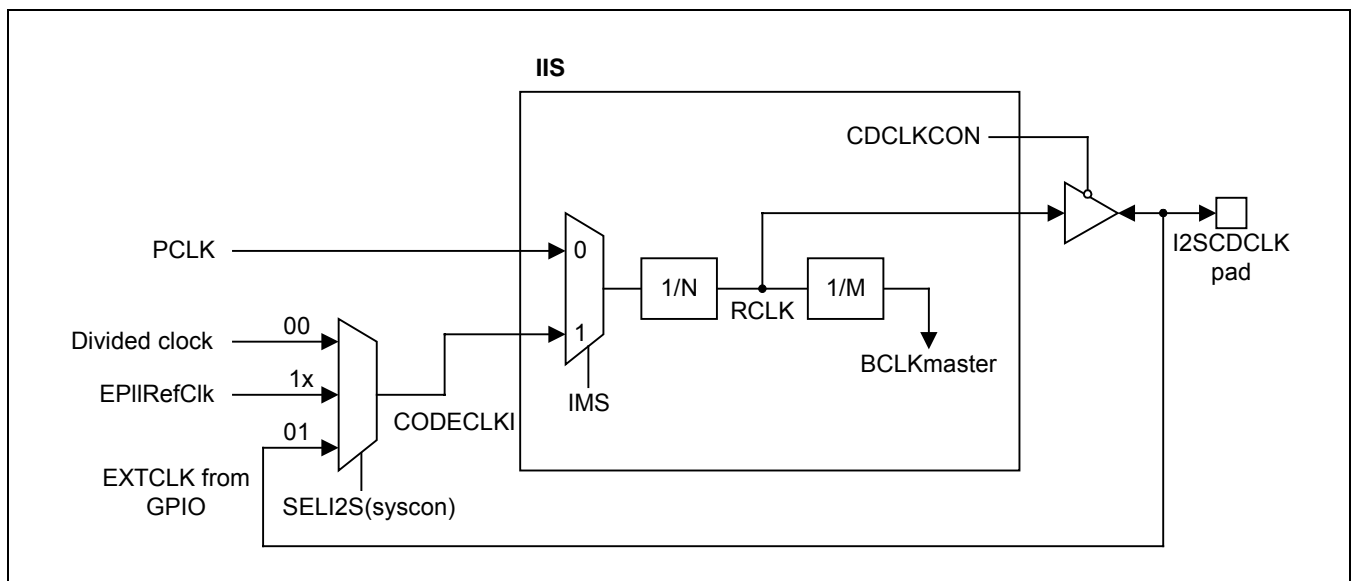 IIS
CDCLKCON
PCLK
0
1/N
1/M
I2SCDCLK
pad
RCLK
Divided clock
00
1
BCLKmaster
EPllRefClk
1x
IMS
CODECLKI
01
EXTCLK from
GPIO
SELI2S(syscon)